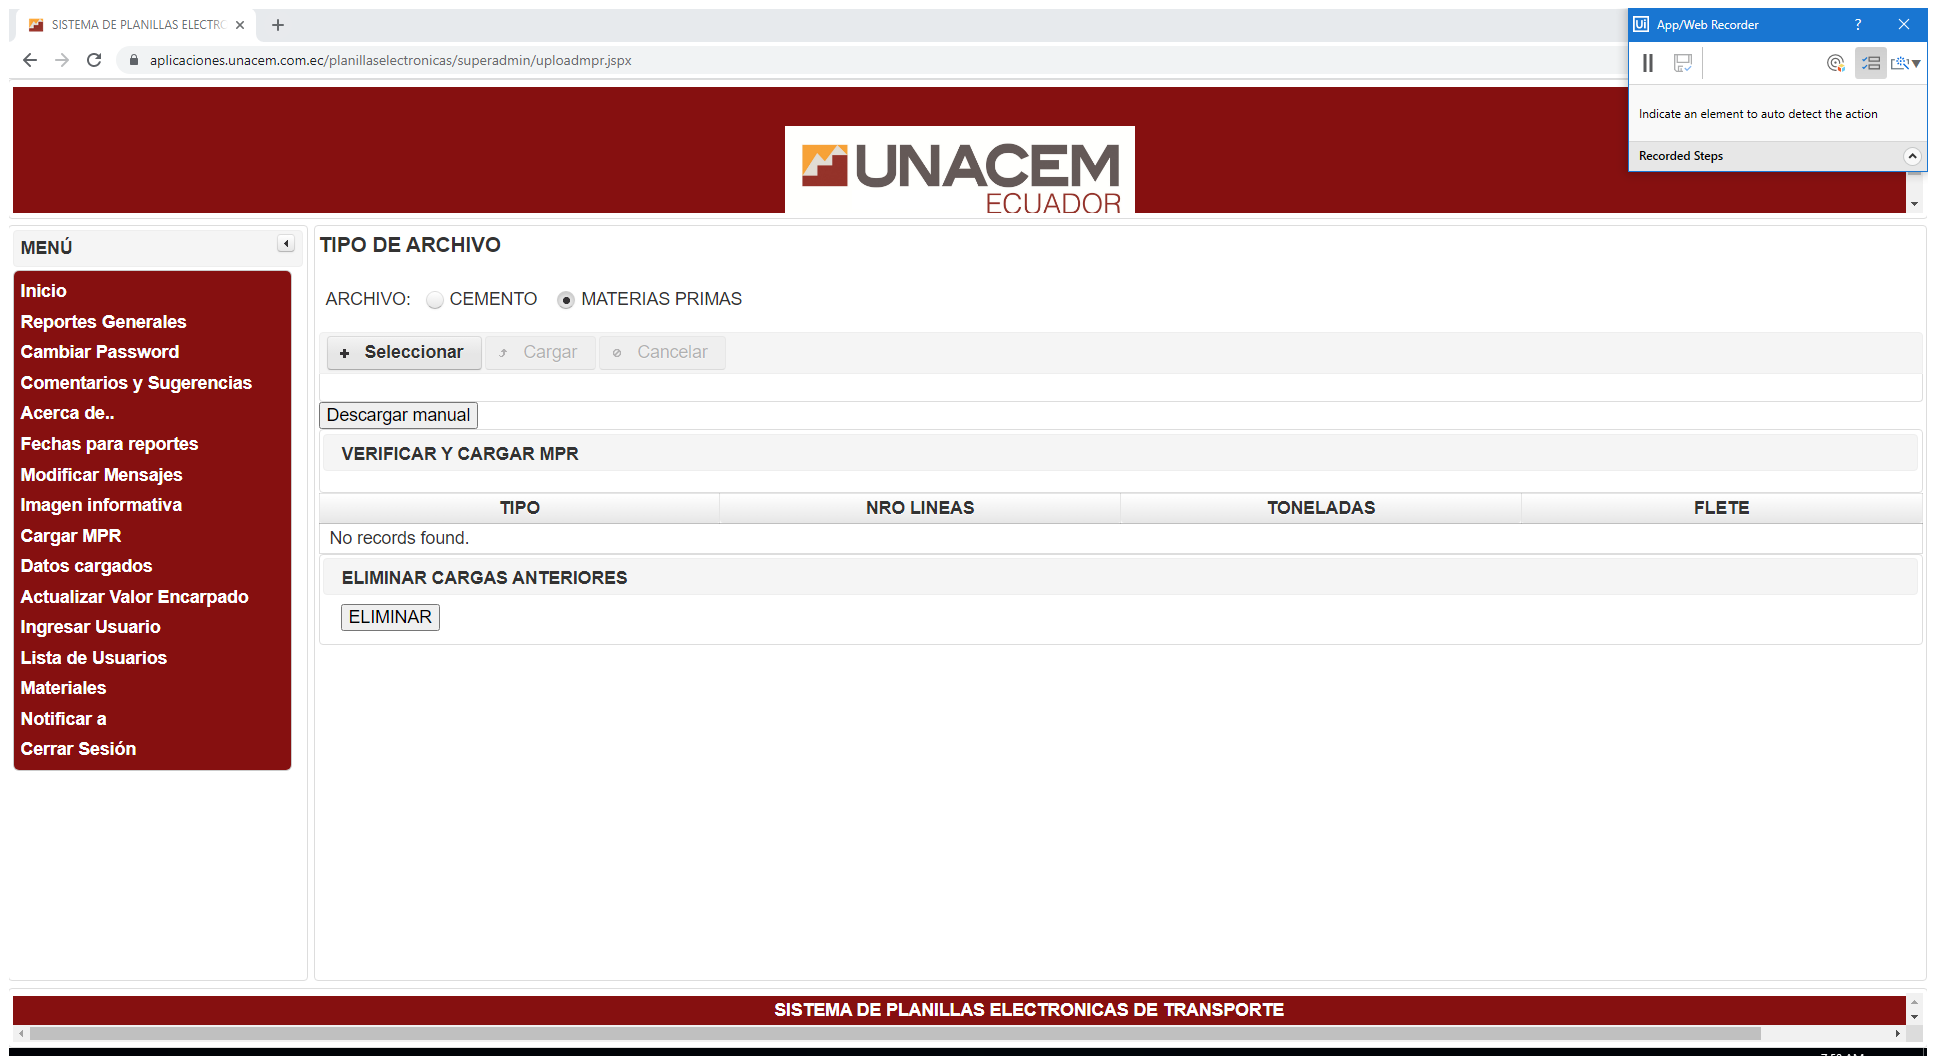 SISTEMA DE PLANILLAS ELECTRO
aplicaciones.unacem.com.ec/planillaselectronicas/superadmin/uploadmpr.jspx
Ui App/Web Recorder ?
Indicate an element to auto detect the action
Recorded Steps
UNACEM
ECUADOR
MENÚ
Inicio
Reportes Generales
Cambiar Password
Comentarios y Sugerencias
Acerca de..
Fechas para reportes
Modificar Mensajes
Imagen informativa
Cargar MPR
Datos cargados
Actualizar Valor Encarpado
Ingresar Usuario
Lista de Usuarios
Materiales
Notificar a
Cerrar Sesión
TIPO DE ARCHIVO
ARCHIVO: CEMENTO MATERIAS PRIMAS
Seleccionar Cargar Cancelar
Descargar manual
VERIFICAR Y CARGAR MPR
TIPO NRO LINEAS TONELADAS FLETE
No records found.
ELIMINAR CARGAS ANTERIORES
ELIMINAR
SISTEMA DE PLANILLAS ELECTRONICAS DE TRANSPORTE